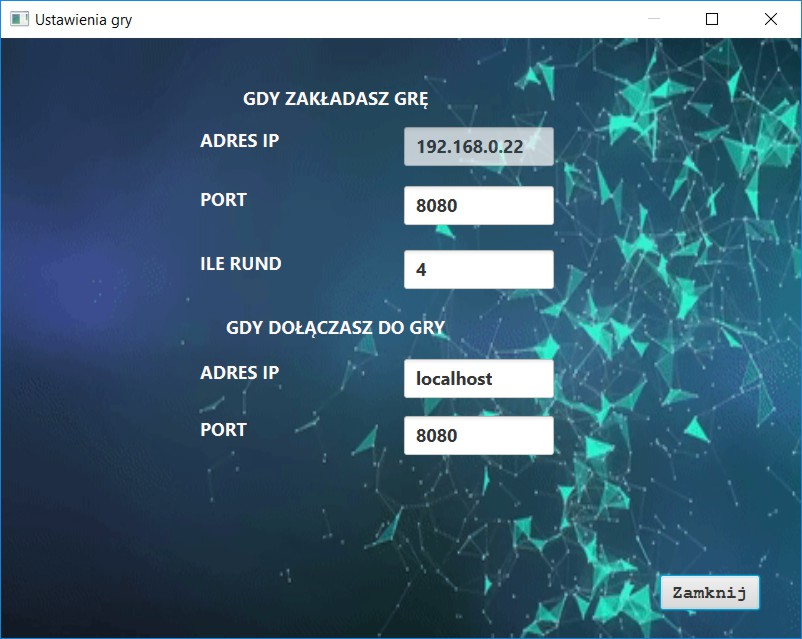 Ustawienia gry
GDY ZAKŁADASZ GRĘ
ADRES IP 192.168.0.22
PORT 8080
ILE RUND 4
GDY DOŁĄCZASZ DO GRY
ADRES IP localhost
PORT 8080
Zamknij